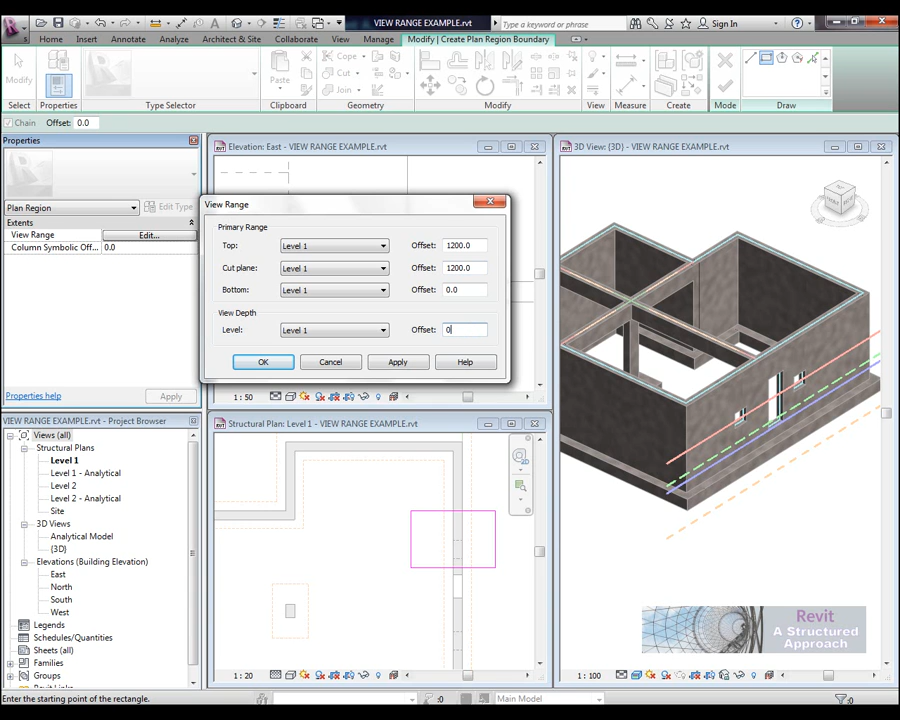 VIEW RANGE EXAMPLE.rvt
Type a keyword or phrase
Sign In
Home Insert Annotate Analyze Architect & Site Collaborate View Manage Modify | Create Plan Region Boundary
Modify
Paste
Cope
Cut
Join
Select Properties Type Selector Clipboard Geometry Modify View Measure Create Mode Draw
Chain Offset: 0.0
Properties
Plan Region
Edit Type
Extents
View Range Edit...
Column Symbolic Off... 0.0
Properties help
Apply
Elevation: East - VIEW RANGE EXAMPLE.rvt
View Range
Primary Range
Top: Level 1 Offset: 1200.0
Cut plane: Level 1 Offset: 1200.0
Bottom: Level 1 Offset: 0.0
View Depth
Level: Level 1 Offset: 0
OK Cancel Apply Help
1 : 50
3D View: {3D} - VIEW RANGE EXAMPLE.rvt
VIEW RANGE EXAMPLE.rvt - Project Browser
Views (all)
Structural Plans
Level 1
Level 1 - Analytical
Level 2
Level 2 - Analytical
Site
3D Views
Analytical Model
{3D}
Elevations (Building Elevation)
East
North
South
West
Legends
Schedules/Quantities
Sheets (all)
Families
Groups
Revit Links
Structural Plan: Level 1 - VIEW RANGE EXAMPLE.rvt
1 : 20
Revit
A Structured
Approach
1 : 100
Enter the starting point of the rectangle.
:0
Main Model
:0